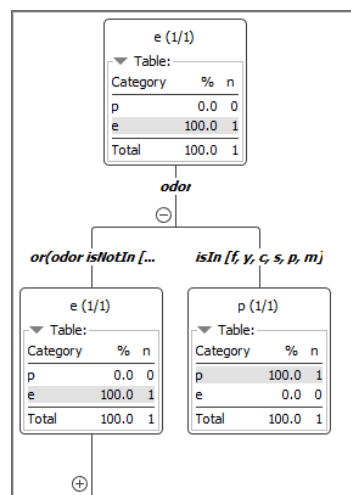 e (1/1)
Table:
Category % n
p 0.0 0
e 100.0 1
Total 100.0 1
odor
or(odor isNotIn [... isIn [f, y, c, s, p, m]
e (1/1)
Table:
Category % n
p 0.0 0
e 100.0 1
Total 100.0 1
p (1/1)
Table:
Category % n
p 100.0 1
e 0.0 0
Total 100.0 1